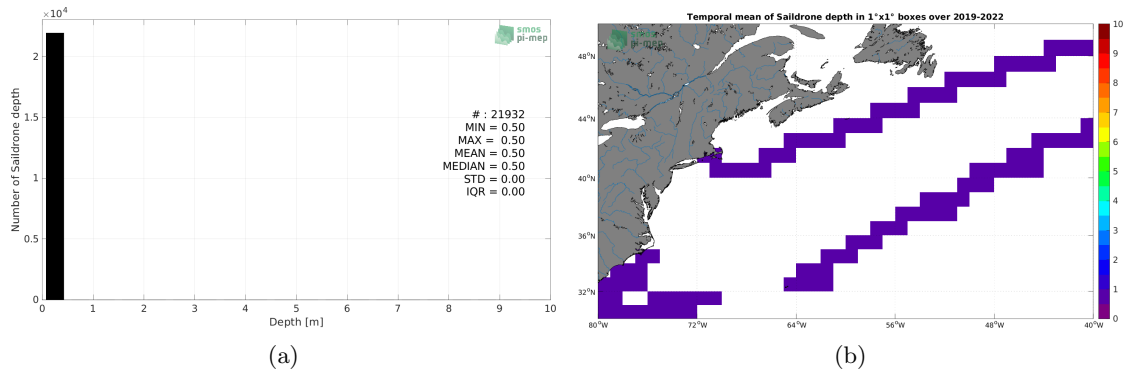 ×10⁴
2
1.5
1
0.5
0
Number of Saildrone depth
smos
pi-mep
# : 21932
MIN = 0.50
MAX = 0.50
MEAN = 0.50
MEDIAN = 0.50
STD = 0.00
IQR = 0.00
0 1 2 3 4 5 6 7 8 9 10
Depth [m]
(a)
Temporal mean of Saildrone depth in 1°x1° boxes over 2019-2022
smos
pi-mep
48°N
44°N
40°N
36°N
32°N
80°W 72°W 64°W 56°W 48°W 40°W
10
9
8
7
6
5
4
3
2
1
0
(b)